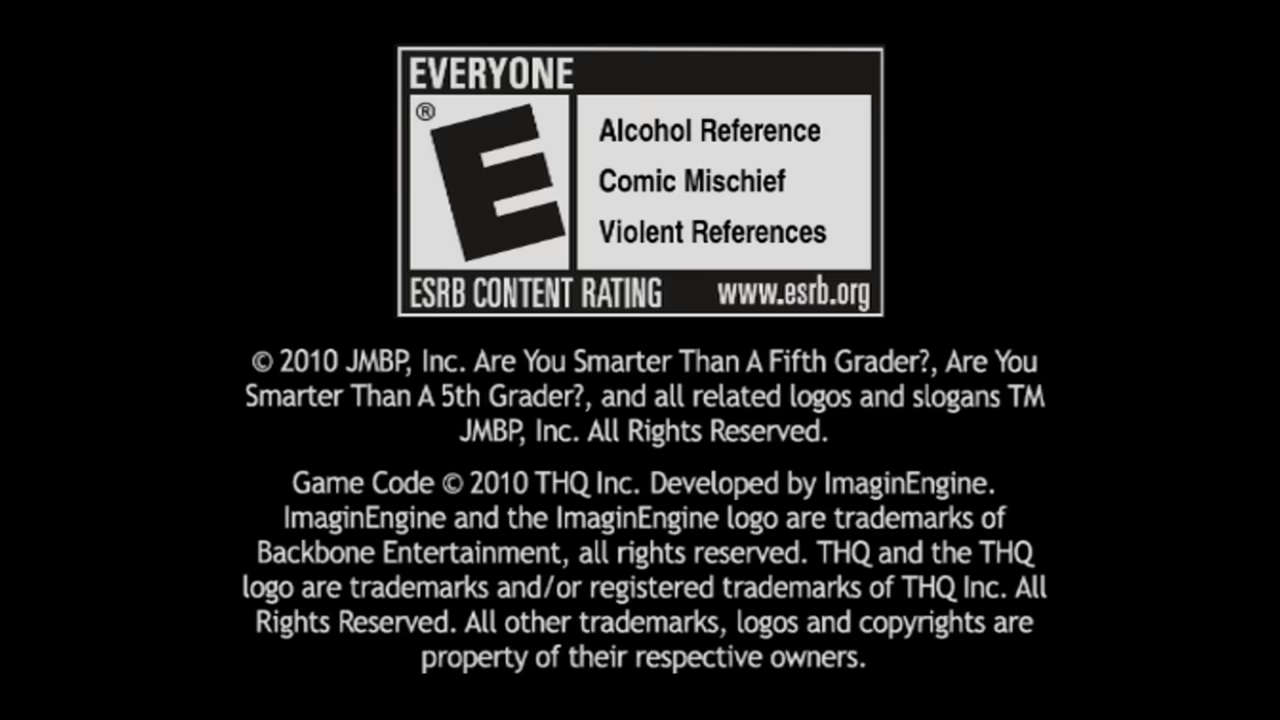 EVERYONE
®
E
Alcohol Reference
Comic Mischief
Violent References
ESRB CONTENT RATING www.esrb.org
© 2010 JMBP, Inc. Are You Smarter Than A Fifth Grader?, Are You
Smarter Than A 5th Grader?, and all related logos and slogans TM
JMBP, Inc. All Rights Reserved.
Game Code © 2010 THQ Inc. Developed by ImaginEngine.
ImaginEngine and the ImaginEngine logo are trademarks of
Backbone Entertainment, all rights reserved. THQ and the THQ
logo are trademarks and/or registered trademarks of THQ Inc. All
Rights Reserved. All other trademarks, logos and copyrights are
property of their respective owners.